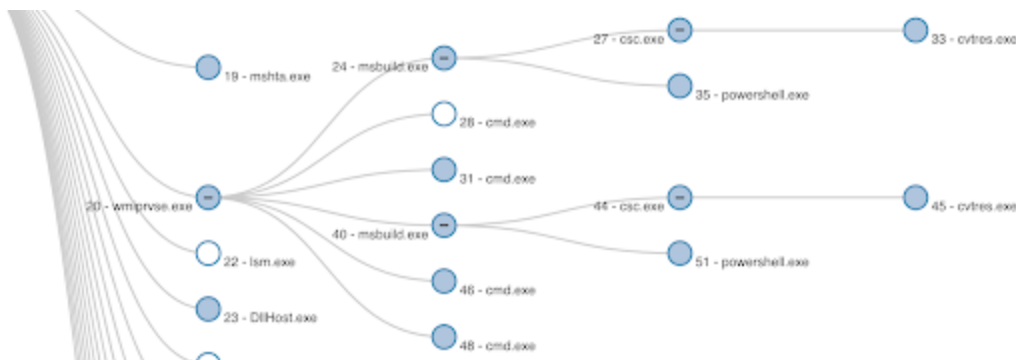 27 - csc.exe
33 - cvtres.exe
24 - msbuild.exe
19 - mshta.exe
35 - powershell.exe
28 - cmd.exe
31 - cmd.exe
20 - wmiprvse.exe
44 - csc.exe
45 - cvtres.exe
40 - msbuild.exe
22 - lsm.exe
51 - powershell.exe
46 - cmd.exe
23 - DllHost.exe
48 - cmd.exe